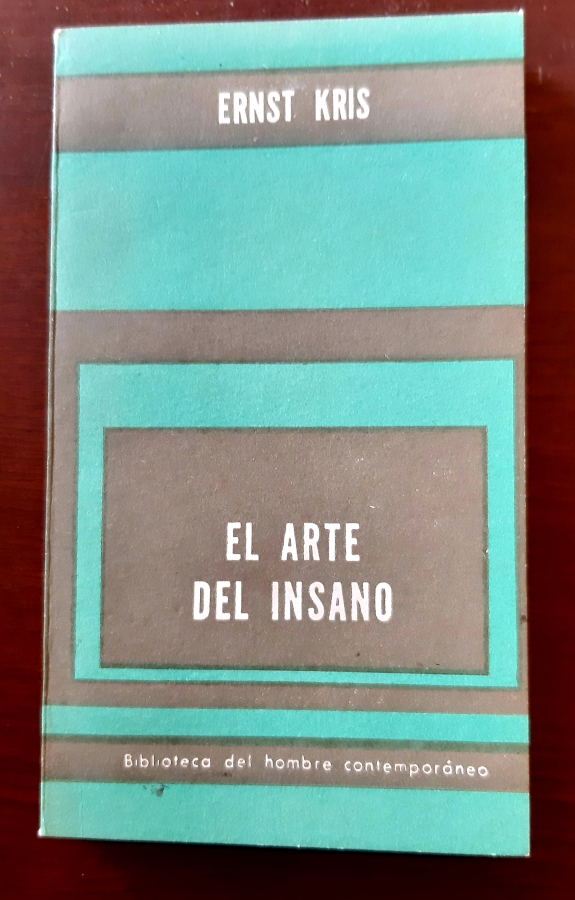 ERNST KRIS
EL ARTE
DEL INSANO
Biblioteca del hombre contemporáneo